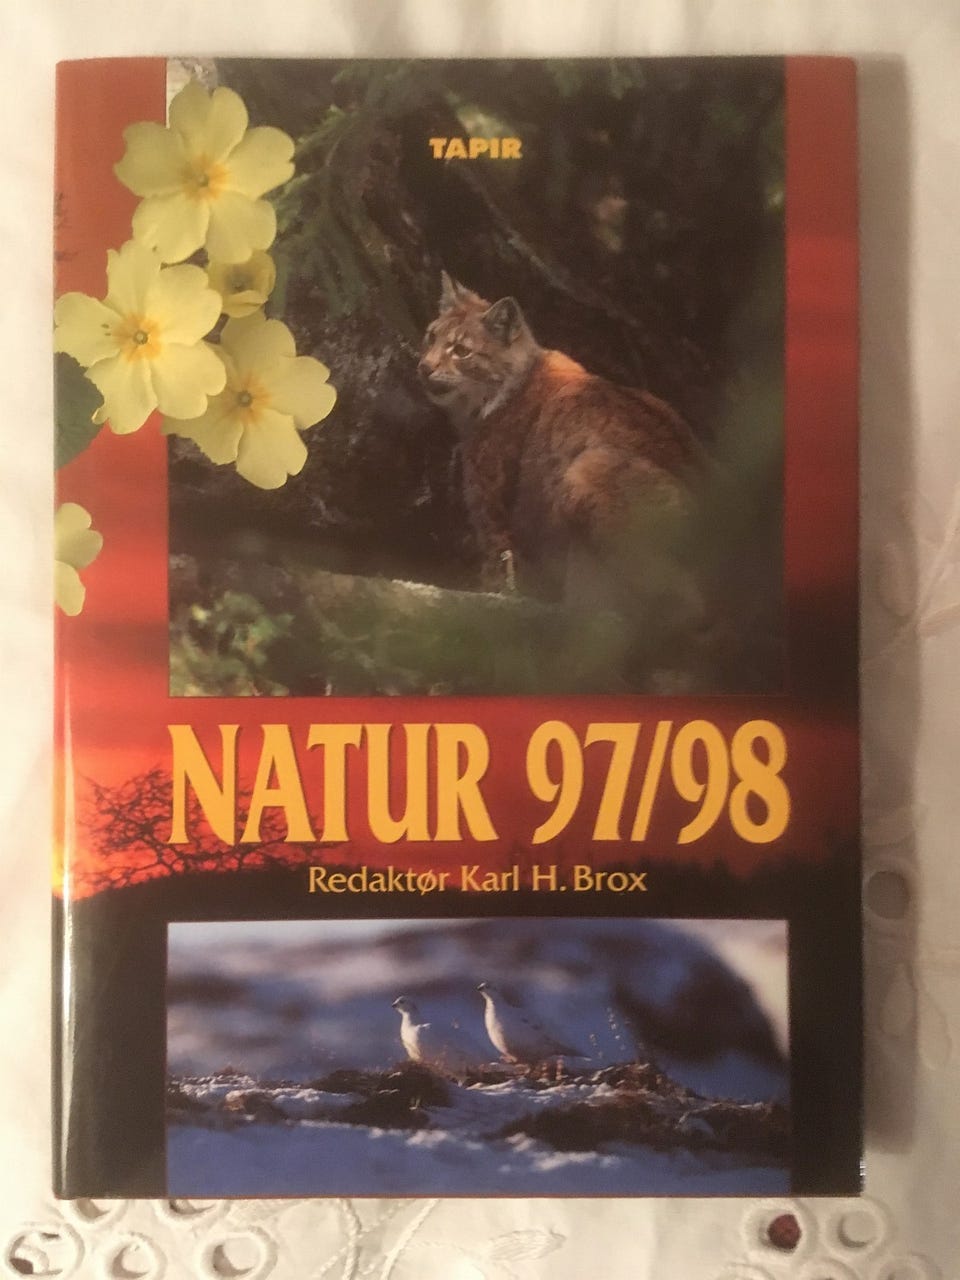 TAPIR
NATUR 97/98
Redaktør Karl H. Brox